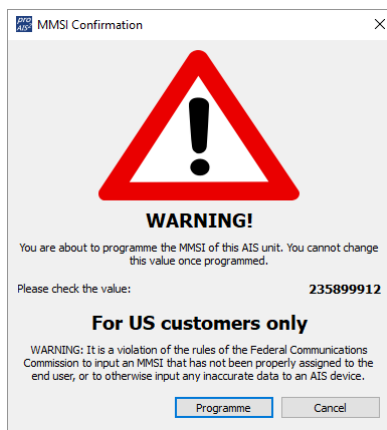 pro
AIS²
MMSI Confirmation
WARNING!
You are about to programme the MMSI of this AIS unit. You cannot change
this value once programmed.
Please check the value: 235899912
For US customers only
WARNING: It is a violation of the rules of the Federal Communications
Commission to input an MMSI that has not been properly assigned to the
end user, or to otherwise input any inaccurate data to an AIS device.
Programme Cancel